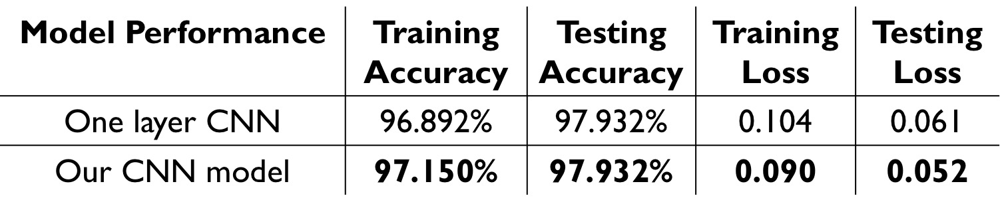 Model Performance Training Testing Training Testing
Accuracy Accuracy Loss Loss
One layer CNN 96.892% 97.932% 0.104 0.061
Our CNN model 97.150% 97.932% 0.090 0.052